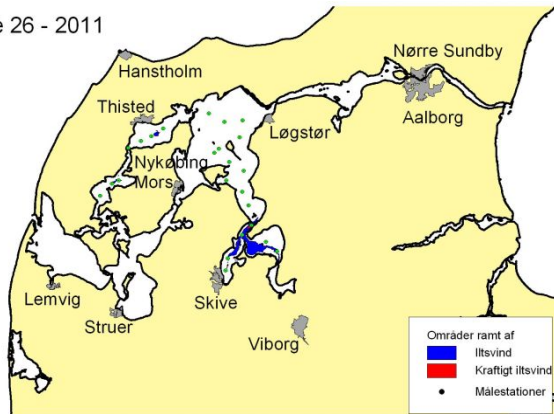 e 26 - 2011
Hanstholm
Nørre Sundby
Thisted
Løgstør
Aalborg
Nykøbing
Mors
Lemvig
Skive
Struer
Viborg
Områder ramt af
Iltsvind
Kraftigt iltsvind
Målestationer